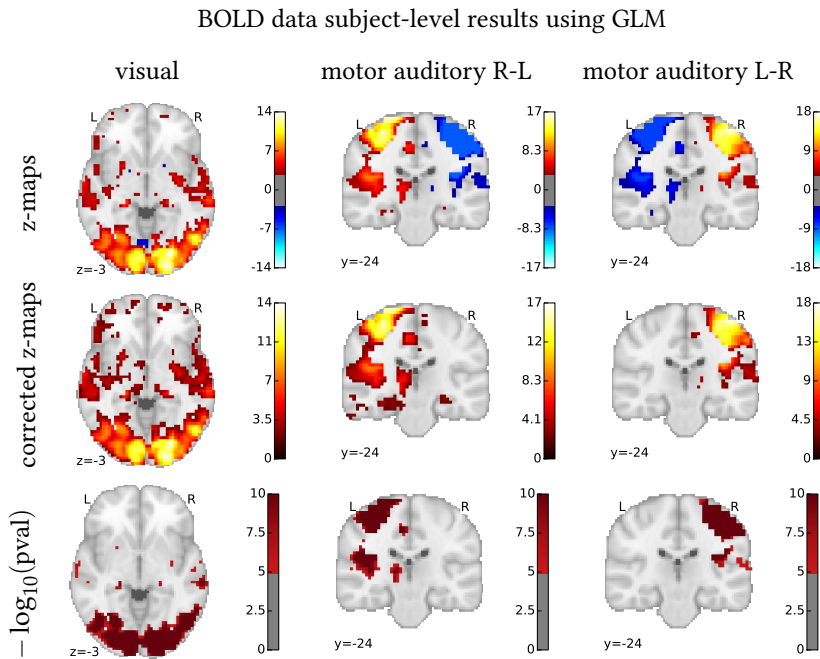 BOLD data subject-level results using GLM
visual motor auditory R-L motor auditory L-R
z-maps
L R 14 7 0 -7 -14 z=-3
L R 17 8.3 0 -8.3 -17 y=-24
L R 18 9 0 -9 -18 y=-24
corrected z-maps
L R 14 11 7 3.5 0 z=-3
L R 17 12 8.3 4.1 0 y=-24
L R 18 13 9 4.5 0 y=-24
− log₁₀(pval)
L R 10 7.5 5 2.5 0 z=-3
L R 10 7.5 5 2.5 0 y=-24
L R 10 7.5 5 2.5 0 y=-24